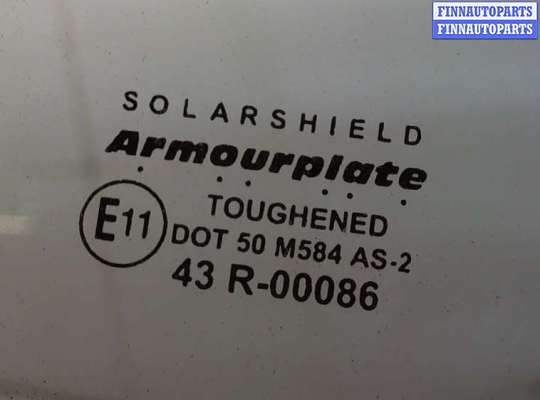 FINNAUTOPARTS
FINNAUTOPARTS
SOLARSHIELD
Armourplate
TOUGHENED
E11
DOT 50 M584 AS-2
43 R-00086